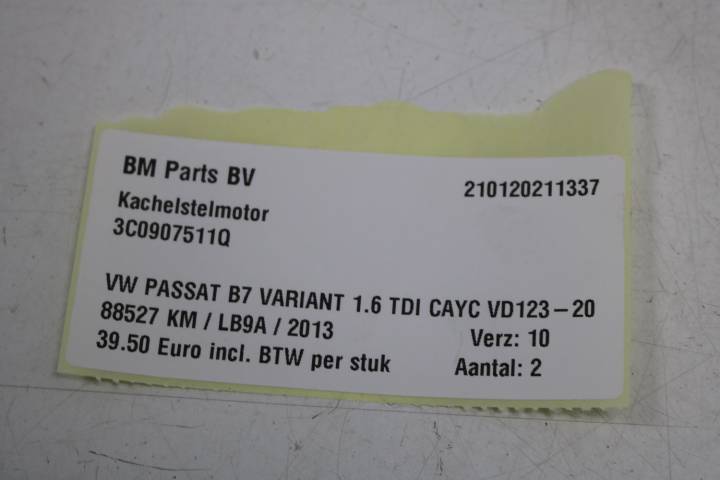 BM Parts BV
210120211337
Kachelstelmotor
3C0907511Q
VW PASSAT B7 VARIANT 1.6 TDI CAYC VD123-20
88527 KM / LB9A / 2013 Verz: 10
39.50 Euro incl. BTW per stuk Aantal: 2